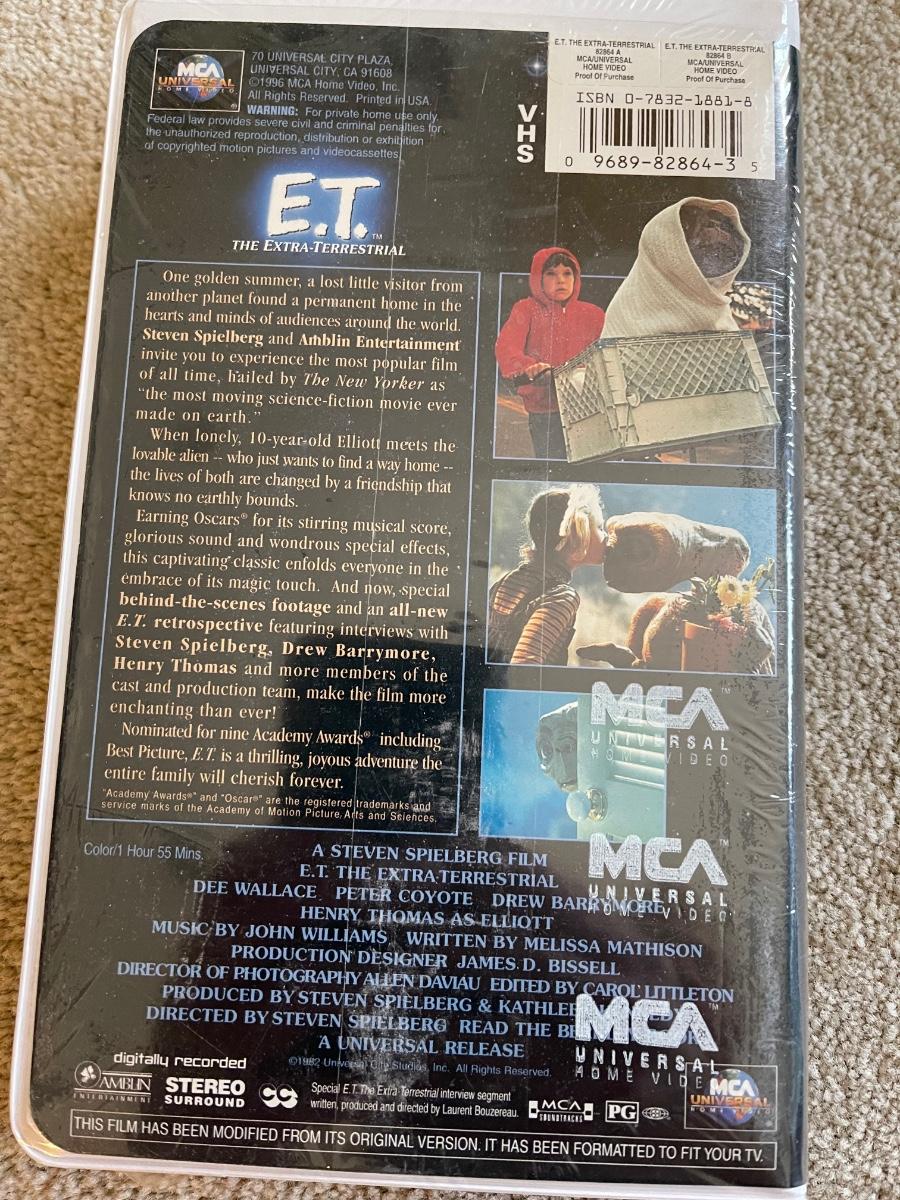 MCA
UNIVERSAL
HOME VIDEO
70 UNIVERSAL CITY PLAZA,
UNIVERSAL CITY, CA 91608
©1996 MCA Home Video, Inc.
All Rights Reserved. Printed in USA.
WARNING: For private home use only.
Federal law provides severe civil and criminal penalties for
the unauthorized reproduction, distribution or exhibition
of copyrighted motion pictures and videocassettes.
VHS
E.T. THE EXTRA-TERRESTRIAL
82864 A
MCA/UNIVERSAL
HOME VIDEO
Proof Of Purchase
E.T. THE EXTRA-TERRESTRIAL
82864 B
MCA/UNIVERSAL
HOME VIDEO
Proof Of Purchase
ISBN 0-7832-1881-8
0 9689-82864-3 5
E.T.™
THE EXTRA-TERRESTRIAL
One golden summer, a lost little visitor from
another planet found a permanent home in the
hearts and minds of audiences around the world.
Steven Spielberg and Amblin Entertainment
invite you to experience the most popular film
of all time, hailed by The New Yorker as
"the most moving science-fiction movie ever
made on earth."
When lonely, 10-year-old Elliott meets the
lovable alien -- who just wants to find a way home --
the lives of both are changed by a friendship that
knows no earthly bounds.
Earning Oscars® for its stirring musical score,
glorious sound and wondrous special effects,
this captivating classic enfolds everyone in the
embrace of its magic touch. And now, special
behind-the-scenes footage and an all-new
E.T. retrospective featuring interviews with
Steven Spielberg, Drew Barrymore,
Henry Thomas and more members of the
cast and production team, make the film more
enchanting than ever!
Nominated for nine Academy Awards® including
Best Picture, E.T. is a thrilling, joyous adventure the
entire family will cherish forever.
"Academy Awards®" and "Oscar®" are the registered trademarks and
service marks of the Academy of Motion Picture Arts and Sciences.
MCA™
UNIVERSAL
HOME VIDEO
MCA™
UNIVERSAL
HOME VIDEO
Color/1 Hour 55 Mins.
A STEVEN SPIELBERG FILM
E.T. THE EXTRA-TERRESTRIAL
DEE WALLACE PETER COYOTE DREW BARRYMORE
HENRY THOMAS AS ELLIOTT
MUSIC BY JOHN WILLIAMS WRITTEN BY MELISSA MATHISON
PRODUCTION DESIGNER JAMES D. BISSELL
DIRECTOR OF PHOTOGRAPHY ALLEN DAVIAU EDITED BY CAROL LITTLETON
PRODUCED BY STEVEN SPIELBERG &
DIRECTED BY STEVEN SPIELBERG READ THE
A UNIVERSAL RELEASE
MCA™
UNIVERSAL
HOME VIDEO
©1982 Universal City Studios, Inc. All Rights Reserved.
digitally recorded
AMBLIN
ENTERTAINMENT
STEREO
SURROUND
CC
Special E.T. The Extra-Terrestrial interview segment
written, produced and directed by Laurent Bouzereau.
MCA
SOUNDTRACKS
PG
MCA
UNIVERSAL
HOME VIDEO
THIS FILM HAS BEEN MODIFIED FROM ITS ORIGINAL VERSION. IT HAS BEEN FORMATTED TO FIT YOUR TV.